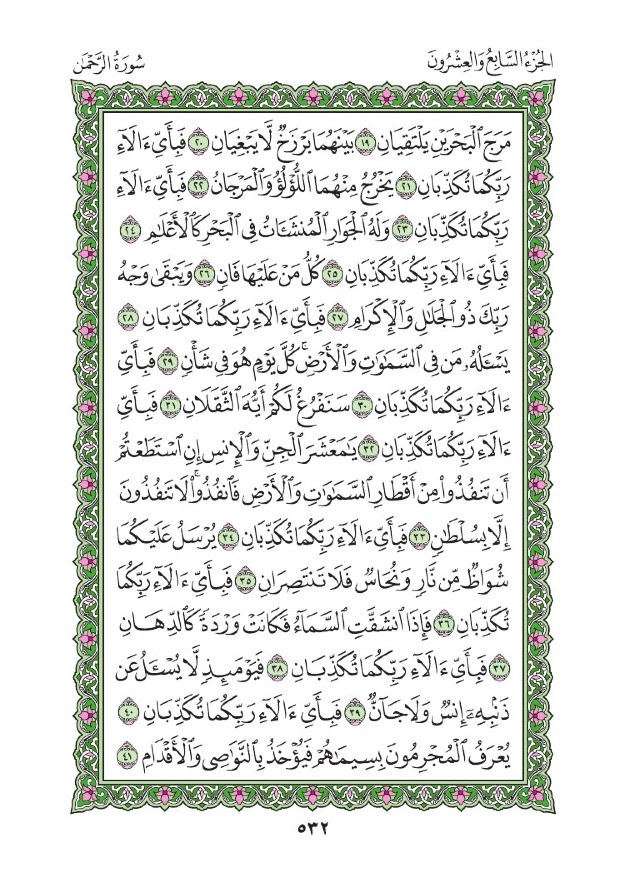 الجُزْءُ السَّابِعُ وَالعِشْرُونَ
سُورَةُ الرَّحْمٰن
مَرَجَ ٱلْبَحْرَيْنِ يَلْتَقِيَانِ ١٩ بَيْنَهُمَا بَرْزَخٌ لَّا يَبْغِيَانِ ٢٠ فَبِأَيِّ ءَالَآءِ
رَبِّكُمَا تُكَذِّبَانِ ٢١ يَخْرُجُ مِنْهُمَا ٱللُّؤْلُؤُ وَٱلْمَرْجَانُ ٢٢ فَبِأَيِّ ءَالَآءِ
رَبِّكُمَا تُكَذِّبَانِ ٢٣ وَلَهُ ٱلْجَوَارِ ٱلْمُنشَـَٔاتُ فِى ٱلْبَحْرِ كَٱلْأَعْلَٰمِ ٢٤
فَبِأَيِّ ءَالَآءِ رَبِّكُمَا تُكَذِّبَانِ ٢٥ كُلُّ مَنْ عَلَيْهَا فَانٍ ٢٦ وَيَبْقَىٰ وَجْهُ
رَبِّكَ ذُو ٱلْجَلَٰلِ وَٱلْإِكْرَامِ ٢٧ فَبِأَيِّ ءَالَآءِ رَبِّكُمَا تُكَذِّبَانِ ٢٨
يَسْـَٔلُهُۥ مَن فِى ٱلسَّمَٰوَٰتِ وَٱلْأَرْضِ ۚ كُلَّ يَوْمٍ هُوَ فِى شَأْنٍ ٢٩ فَبِأَيِّ
ءَالَآءِ رَبِّكُمَا تُكَذِّبَانِ ٣٠ سَنَفْرُغُ لَكُمْ أَيُّهَ ٱلثَّقَلَانِ ٣١ فَبِأَيِّ
ءَالَآءِ رَبِّكُمَا تُكَذِّبَانِ ٣٢ يَٰمَعْشَرَ ٱلْجِنِّ وَٱلْإِنسِ إِنِ ٱسْتَطَعْتُمْ
أَن تَنفُذُوا۟ مِنْ أَقْطَارِ ٱلسَّمَٰوَٰتِ وَٱلْأَرْضِ فَٱنفُذُوا۟ ۚ لَا تَنفُذُونَ
إِلَّا بِسُلْطَٰنٍ ٣٣ فَبِأَيِّ ءَالَآءِ رَبِّكُمَا تُكَذِّبَانِ ٣٤ يُرْسَلُ عَلَيْكُمَا
شُوَاظٌ مِّن نَّارٍ وَنُحَاسٌ فَلَا تَنتَصِرَانِ ٣٥ فَبِأَيِّ ءَالَآءِ رَبِّكُمَا
تُكَذِّبَانِ ٣٦ فَإِذَا ٱنشَقَّتِ ٱلسَّمَآءُ فَكَانَتْ وَرْدَةً كَٱلدِّهَانِ
٣٧ فَبِأَيِّ ءَالَآءِ رَبِّكُمَا تُكَذِّبَانِ ٣٨ فَيَوْمَئِذٍ لَّا يُسْـَٔلُ عَن
ذَنۢبِهِۦٓ إِنسٌ وَلَا جَآنٌّ ٣٩ فَبِأَيِّ ءَالَآءِ رَبِّكُمَا تُكَذِّبَانِ ٤٠
يُعْرَفُ ٱلْمُجْرِمُونَ بِسِيمَٰهُمْ فَيُؤْخَذُ بِٱلنَّوَٰصِى وَٱلْأَقْدَامِ ٤١
٥٣٢